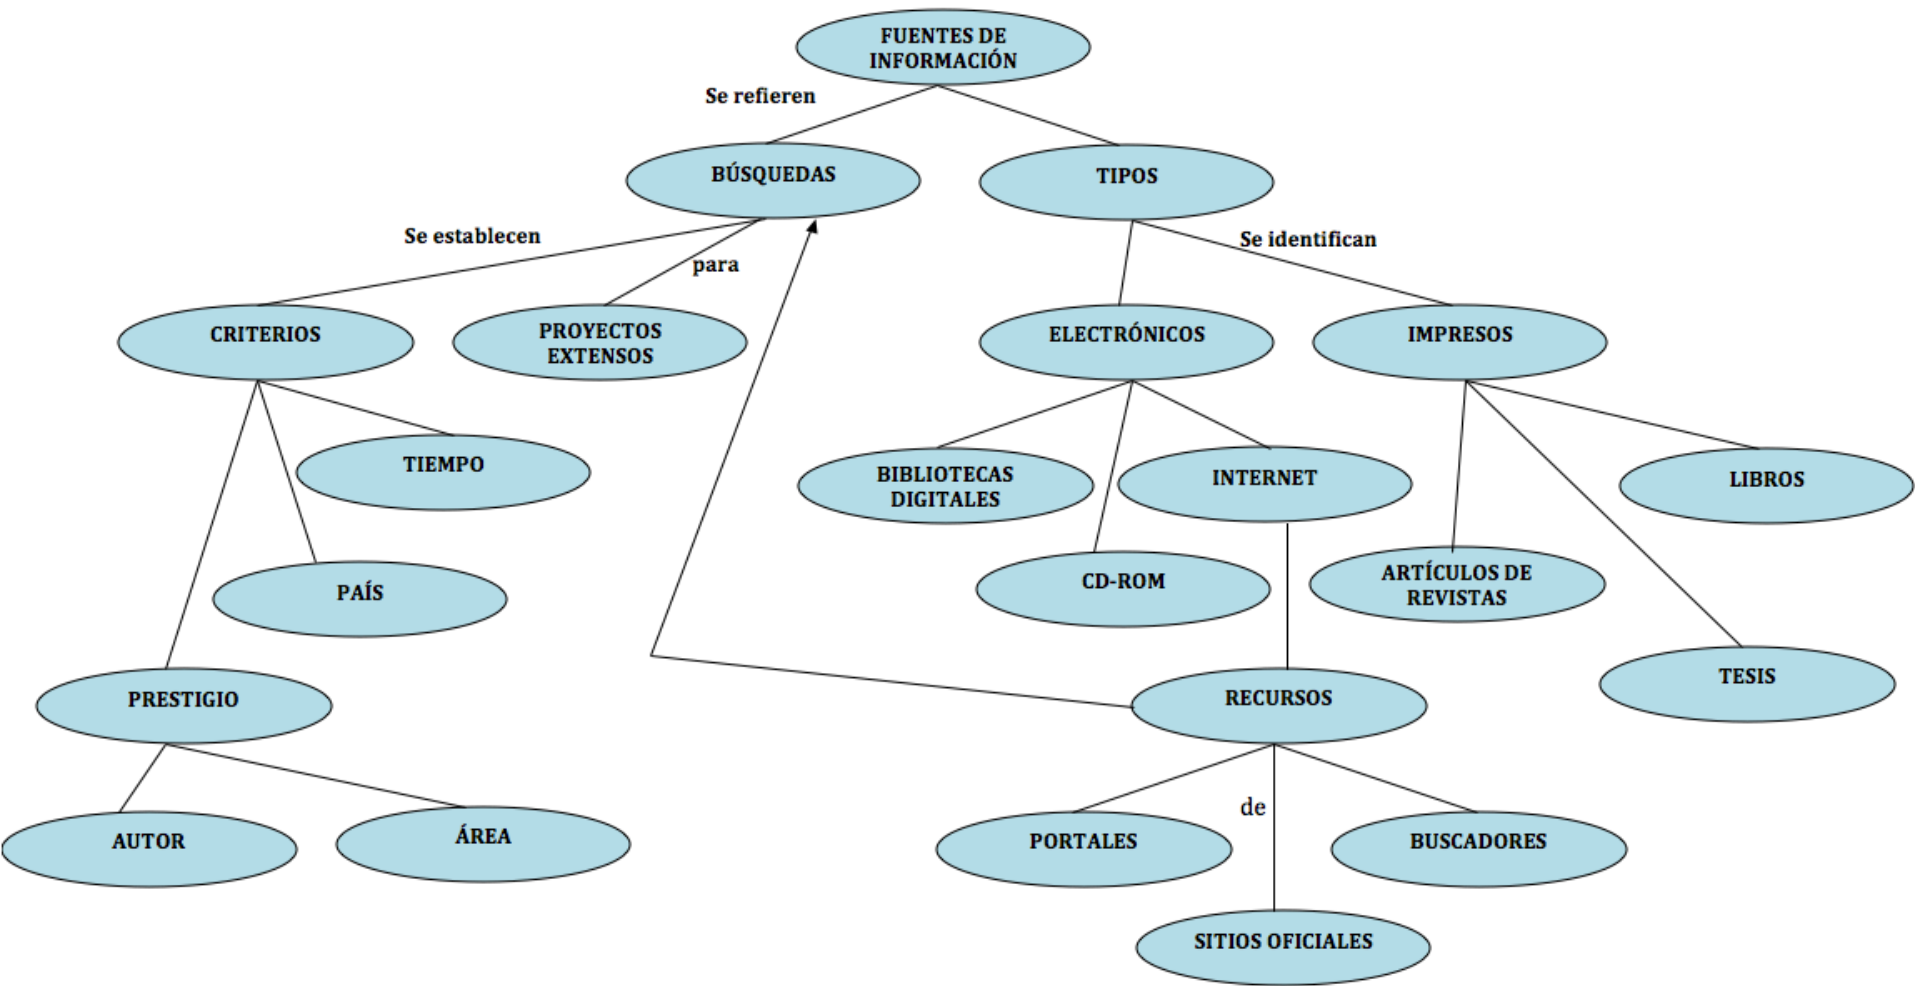 FUENTES DE
INFORMACIÓN
Se refieren
BÚSQUEDAS
TIPOS
Se establecen
para
Se identifican
CRITERIOS
PROYECTOS
EXTENSOS
ELECTRÓNICOS
IMPRESOS
TIEMPO
BIBLIOTECAS
DIGITALES
INTERNET
LIBROS
PAÍS
CD-ROM
ARTÍCULOS DE
REVISTAS
PRESTIGIO
RECURSOS
TESIS
AUTOR
ÁREA
PORTALES
de
BUSCADORES
SITIOS OFICIALES